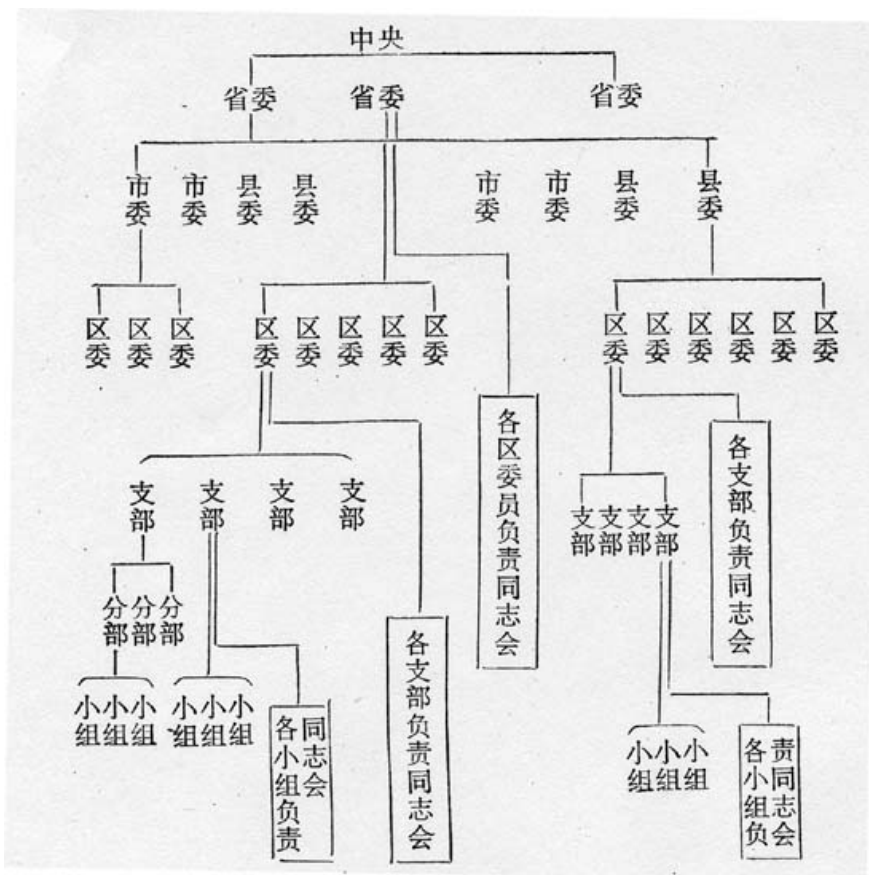 中央
省委 省委 省委
市委 市委 县委 县委 市委 市委 县委 县委
区委 区委 区委 区委 区委 区委 区委 区委 区委 区委 区委 区委 区委 区委
各区委员负责同志会
各支部负责同志会
支部 支部 支部 支部
支部 支部 支部 支部
分部 分部 分部
各支部负责同志会
小组 小组 小组 小组 小组 小组
各小组负责同志会
小组 小组 小组
各小组负责同志会